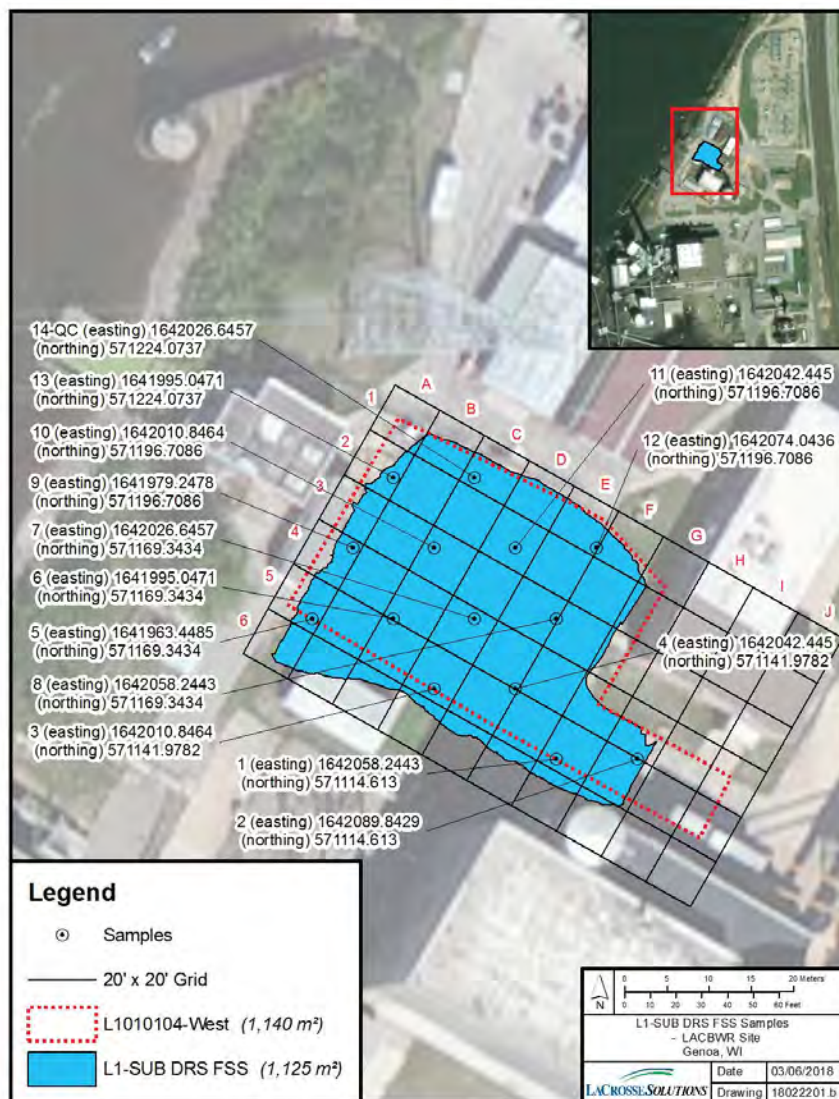 14-QC (easting) 1642026.6457
(northing) 571224.0737
13 (easting) 1641995.0471
(northing) 571224.0737
10 (easting) 1642010.8464
(northing) 571196.7086
9 (easting) 1641979.2478
(northing) 571196.7086
7 (easting) 1642026.6457
(northing) 571169.3434
6 (easting) 1641995.0471
(northing) 571169.3434
5 (easting) 1641963.4485
(northing) 571169.3434
8 (easting) 1642058.2443
(northing) 571169.3434
3 (easting) 1642010.8464
(northing) 571141.9782
1 (easting) 1642058.2443
(northing) 571114.613
2 (easting) 1642089.8429
(northing) 571114.613
11 (easting) 1642042.445
(northing) 571196.7086
12 (easting) 1642074.0436
(northing) 571196.7086
4 (easting) 1642042.445
(northing) 571141.9782
A B C D E F G H I J
1
2
3
4
5
6
Legend
Samples
20' x 20' Grid
L1010104-West (1,140 m²)
L1-SUB DRS FSS (1,125 m²)
N
0 5 10 15 20 Meters
0 10 20 30 40 50 60 Feet
L1-SUB DRS FSS Samples
- LACBWR Site
Genoa, WI
LACROSSESOLUTIONS
Date 03/06/2018
Drawing 18022201.b